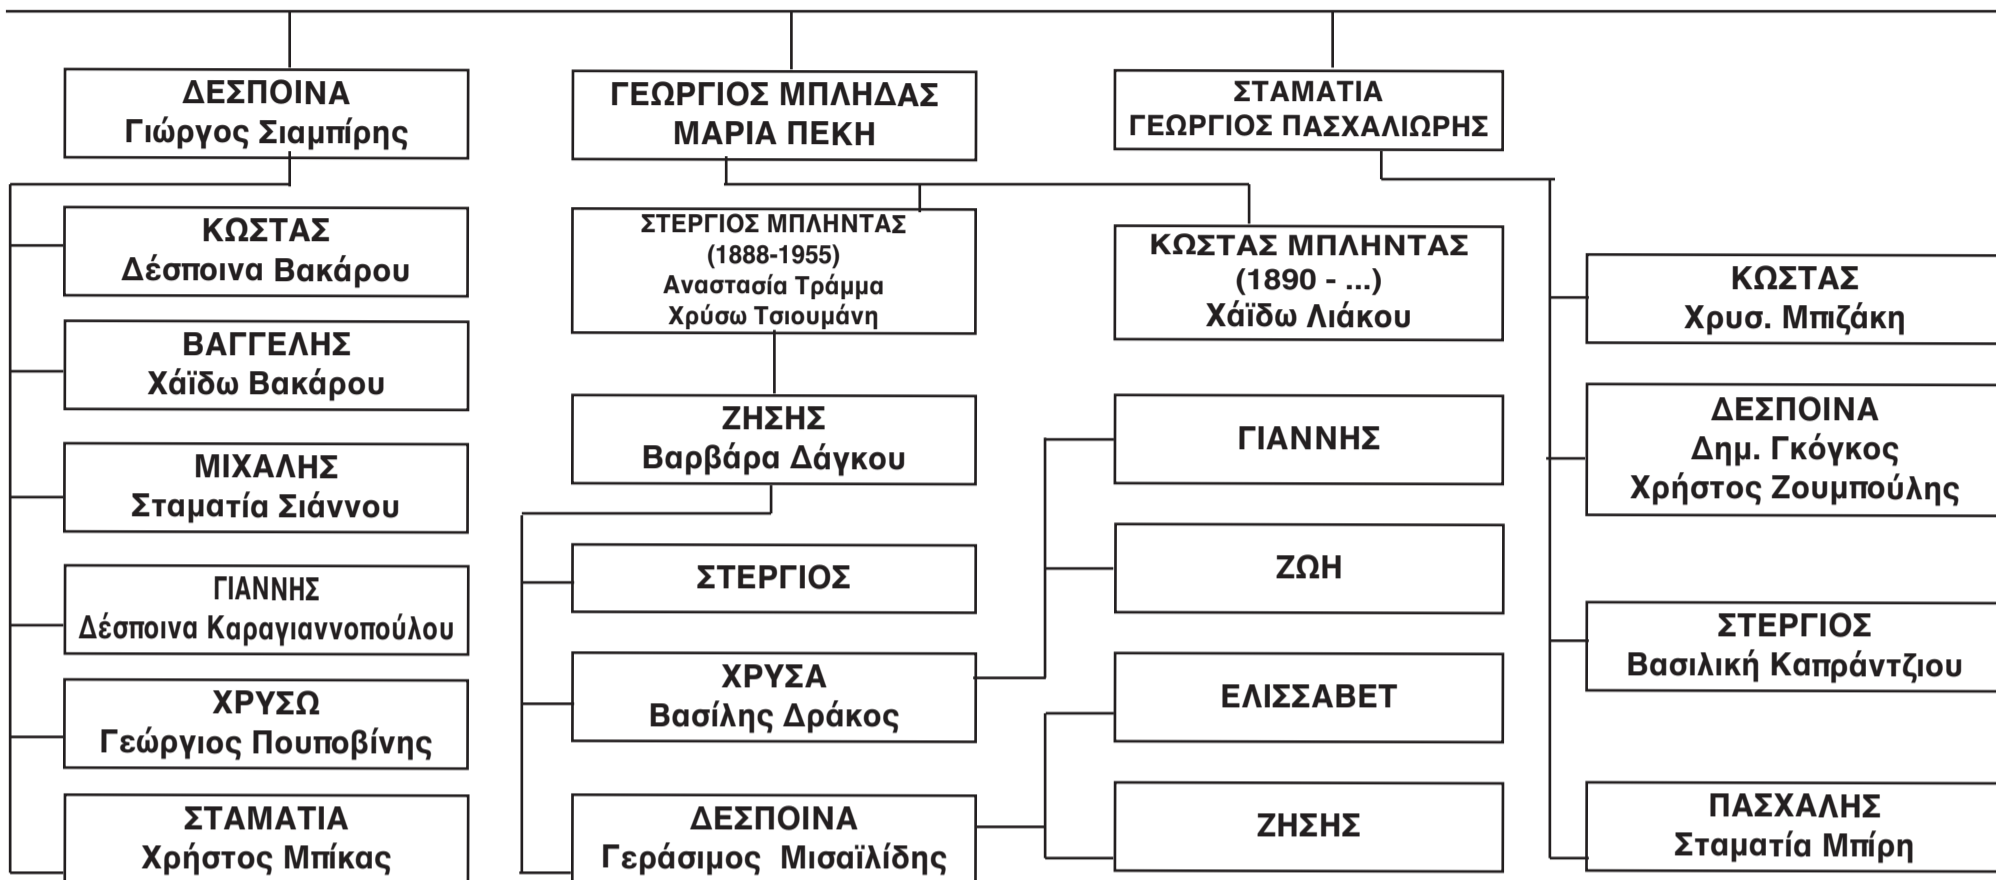 ΔΕΣΠΟΙΝΑ
Γιώργος Σιαμπίρης
ΚΩΣΤΑΣ
Δέσποινα Βακάρου
ΒΑΓΓΕΛΗΣ
Χάϊδω Βακάρου
ΜΙΧΑΛΗΣ
Σταματία Σιάννου
ΓΙΑΝΝΗΣ
Δέσποινα Καραγιαννοπούλου
ΧΡΥΣΩ
Γεώργιος Πουποβίνης
ΣΤΑΜΑΤΙΑ
Χρήστος Μπίκας
ΓΕΩΡΓΙΟΣ ΜΠΛΗΔΑΣ
ΜΑΡΙΑ ΠΕΚΗ
ΣΤΕΡΓΙΟΣ ΜΠΛΗΝΤΑΣ
(1888-1955)
Αναστασία Τράμμα
Χρύσω Τσιουμάνη
ΖΗΣΗΣ
Βαρβάρα Δάγκου
ΣΤΕΡΓΙΟΣ
ΧΡΥΣΑ
Βασίλης Δράκος
ΔΕΣΠΟΙΝΑ
Γεράσιμος Μισαϊλίδης
ΚΩΣΤΑΣ ΜΠΛΗΝΤΑΣ
(1890 - ...)
Χάϊδω Λιάκου
ΓΙΑΝΝΗΣ
ΖΩΗ
ΕΛΙΣΣΑΒΕΤ
ΖΗΣΗΣ
ΣΤΑΜΑΤΙΑ
ΓΕΩΡΓΙΟΣ ΠΑΣΧΑΛΙΩΡΗΣ
ΚΩΣΤΑΣ
Χρυσ. Μπιζάκη
ΔΕΣΠΟΙΝΑ
Δημ. Γκόγκος
Χρήστος Ζουμπούλης
ΣΤΕΡΓΙΟΣ
Βασιλική Καπράντζιου
ΠΑΣΧΑΛΗΣ
Σταματία Μπίρη